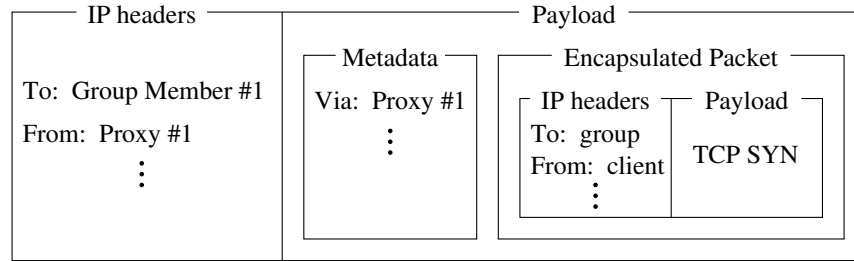 IP headers
Payload
To: Group Member #1
From: Proxy #1
Metadata
Via: Proxy #1
Encapsulated Packet
IP headers
Payload
To: group
From: client
TCP SYN